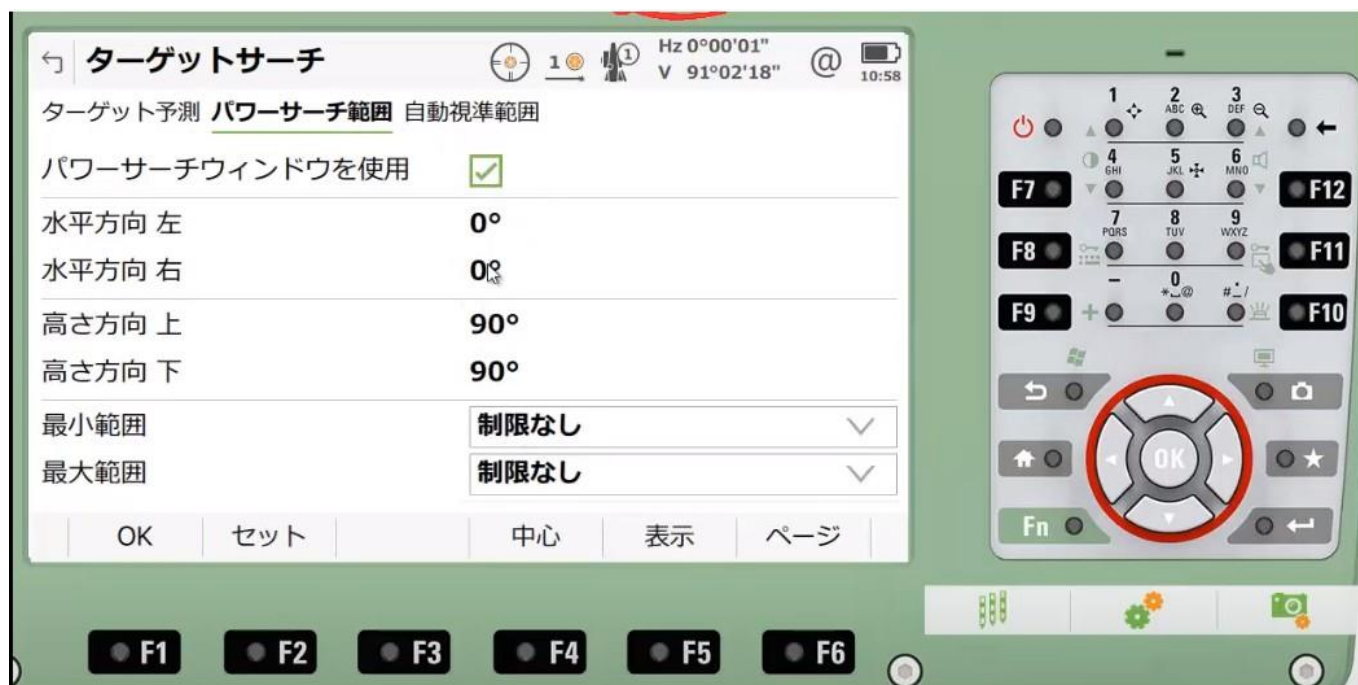 ターゲットサーチ
1
1
Hz 0°00'01"
V 91°02'18"
@
10:58
ターゲット予測 パワーサーチ範囲 自動視準範囲
パワーサーチウィンドウを使用
水平方向 左 0°
水平方向 右 0°
高さ方向 上 90°
高さ方向 下 90°
最小範囲 制限なし
最大範囲 制限なし
OK セット 中心 表示 ページ
F1 F2 F3 F4 F5 F6
1 2 3
ABC DEF
4 5 6
GHI JKL MNO
F7 F12
7 8 9
PQRS TUV WXYZ
F8 F11
- 0 .
*␣@ #_/
F9 + F10
OK
Fn